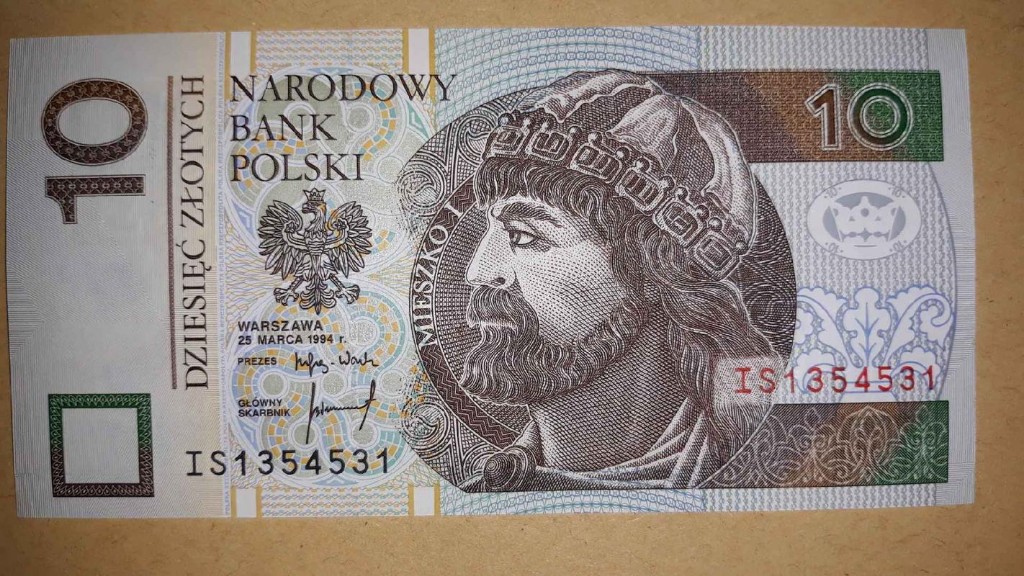 10
DZIESIĘĆ ZŁOTYCH
NARODOWY
BANK
POLSKI
MIESZKO I
10
WARSZAWA
25 MARCA 1994 r.
PREZES
GŁÓWNY
SKARBNIK
IS1354531
IS1354531